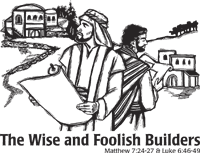 The Wise and Foolish Builders
Matthew 7:24-27 & Luke 6:46-49